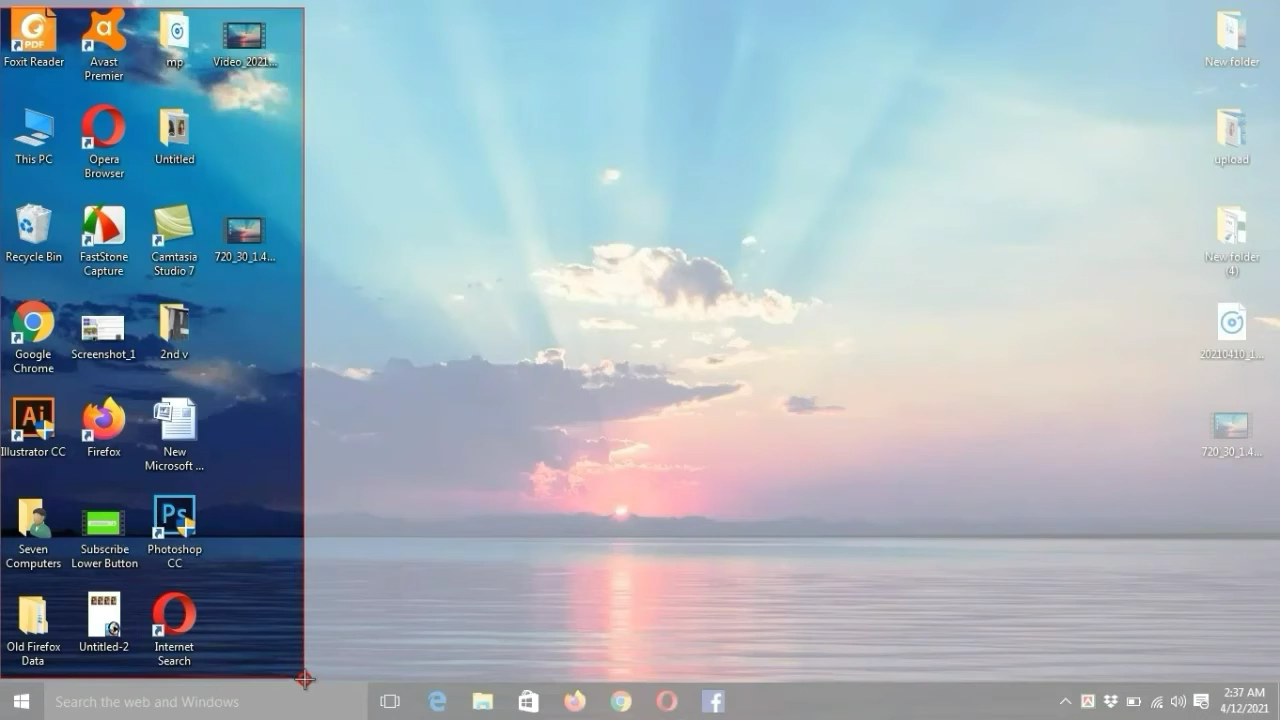 Foxit Reader
Avast
Premier
mp
Video_2021...
New folder
This PC
Opera
Browser
Untitled
upload
Recycle Bin
FastStone
Capture
Camtasia
Studio 7
720_30_1.4...
New folder
(4)
Google
Chrome
Screenshot_1
2nd v
20210410_1...
Illustrator CC
Firefox
New
Microsoft ...
720_30_1.4...
Seven
Computers
Subscribe
Lower Button
Photoshop
CC
Old Firefox
Data
Untitled-2
Internet
Search
Search the web and Windows
2:37 AM
4/12/2021
PDF
Ai
Ps